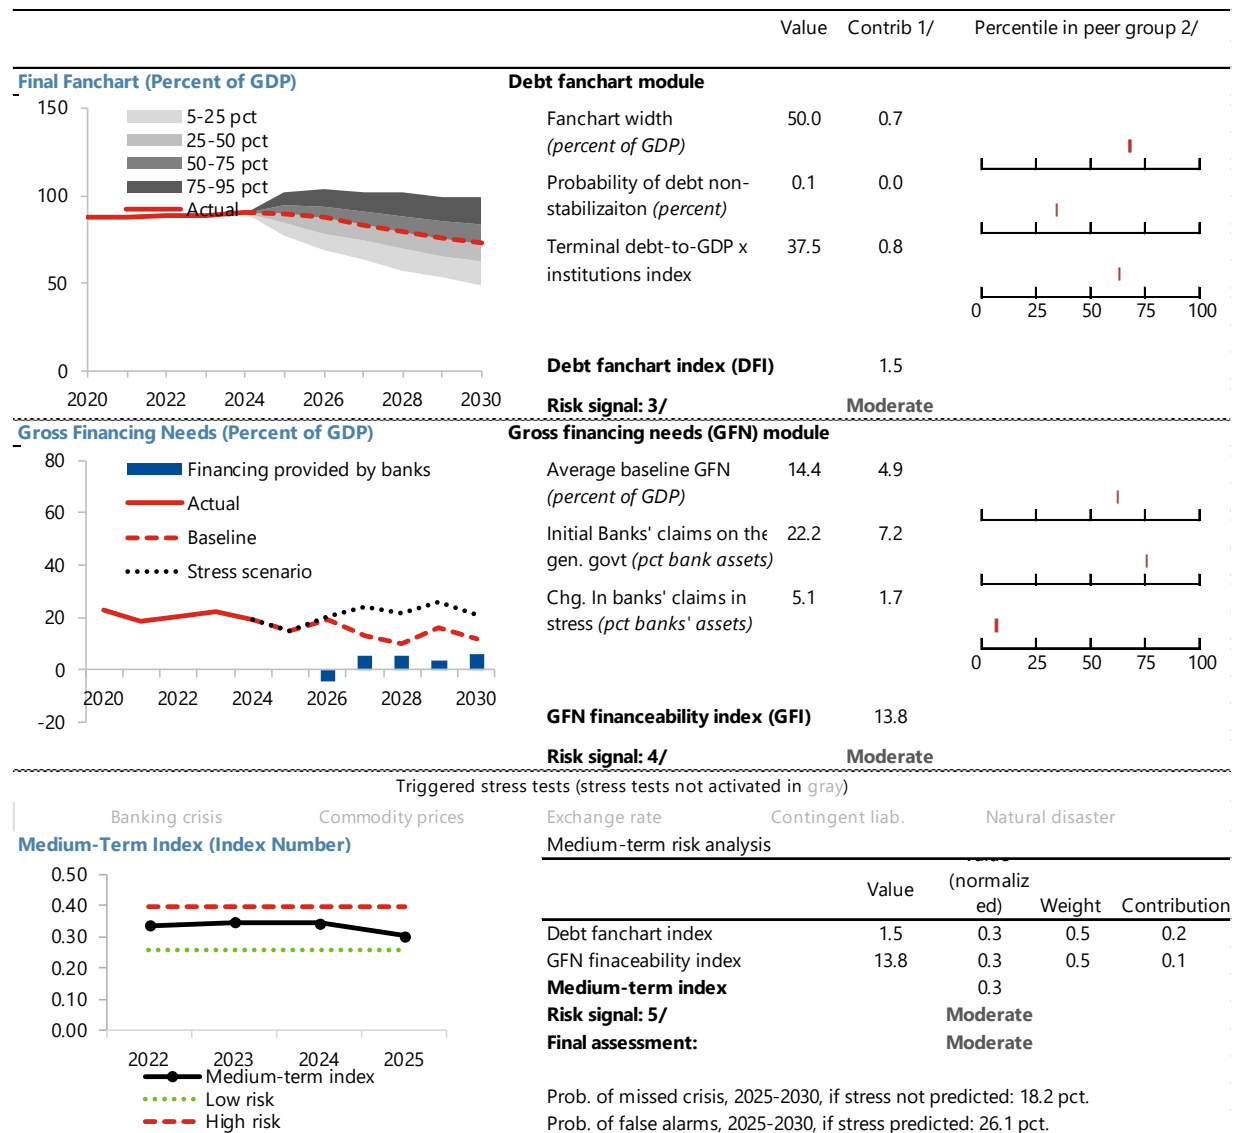 Value Contrib 1/ Percentile in peer group 2/
Final Fanchart (Percent of GDP)
150
100
50
0
2020 2022 2024 2026 2028 2030
5-25 pct
25-50 pct
50-75 pct
75-95 pct
Actual
Debt fanchart module
Fanchart width 50.0 0.7
(percent of GDP)
Probability of debt non- 0.1 0.0
stabilizaiton (percent)
Terminal debt-to-GDP x 37.5 0.8
institutions index
0 25 50 75 100
Debt fanchart index (DFI) 1.5
Risk signal: 3/ Moderate
Gross Financing Needs (Percent of GDP)
80
60
40
20
0
-20
2020 2022 2024 2026 2028 2030
Financing provided by banks
Actual
Baseline
Stress scenario
Gross financing needs (GFN) module
Average baseline GFN 14.4 4.9
(percent of GDP)
Initial Banks' claims on the 22.2 7.2
gen. govt (pct bank assets)
Chg. In banks' claims in 5.1 1.7
stress (pct banks' assets)
0 25 50 75 100
GFN financeability index (GFI) 13.8
Risk signal: 4/ Moderate
Triggered stress tests (stress tests not activated in gray)
Banking crisis Commodity prices Exchange rate Contingent liab. Natural disaster
Medium-Term Index (Index Number)
0.50
0.40
0.30
0.20
0.10
0.00
2022 2023 2024 2025
Medium-term index
Low risk
High risk
Medium-term risk analysis
Value (normaliz
ed) Weight Contribution
Debt fanchart index 1.5 0.3 0.5 0.2
GFN finaceability index 13.8 0.3 0.5 0.1
Medium-term index 0.3
Risk signal: 5/ Moderate
Final assessment: Moderate
Prob. of missed crisis, 2025-2030, if stress not predicted: 18.2 pct.
Prob. of false alarms, 2025-2030, if stress predicted: 26.1 pct.